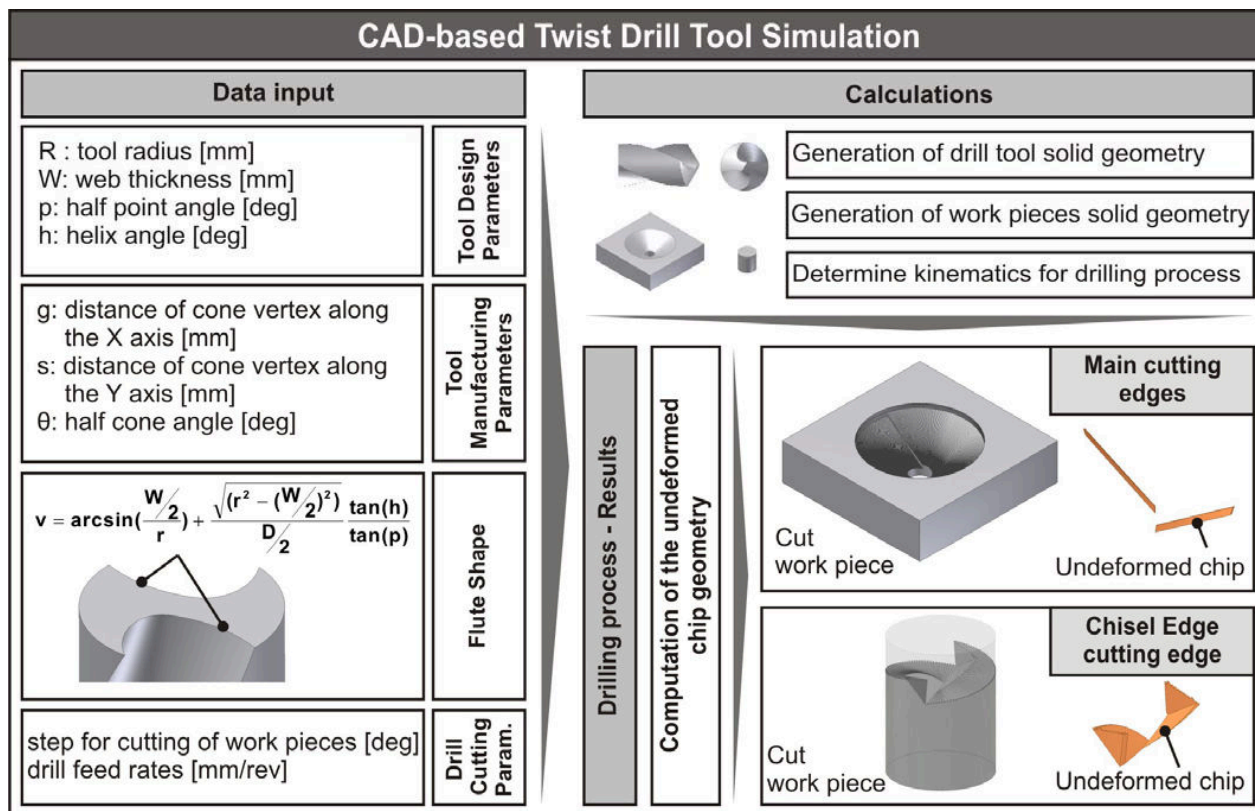 CAD-based Twist Drill Tool Simulation
Data input
R : tool radius [mm]
W: web thickness [mm]
p: half point angle [deg]
h: helix angle [deg]
Tool Design
Parameters
g: distance of cone vertex along
the X axis [mm]
s: distance of cone vertex along
the Y axis [mm]
θ: half cone angle [deg]
Tool
Manufacturing
Parameters
v = arcsin((W/2)/r) + (√(r² - (W/2)²))/(D/2) tan(h)/tan(p)
Flute Shape
step for cutting of work pieces [deg]
drill feed rates [mm/rev]
Drill
Cutting
Param.
Calculations
Generation of drill tool solid geometry
Generation of work pieces solid geometry
Determine kinematics for drilling process
Drilling process - Results
Computation of the undeformed
chip geometry
Main cutting
edges
Cut
work piece
Undeformed chip
Chisel Edge
cutting edge
Cut
work piece
Undeformed chip